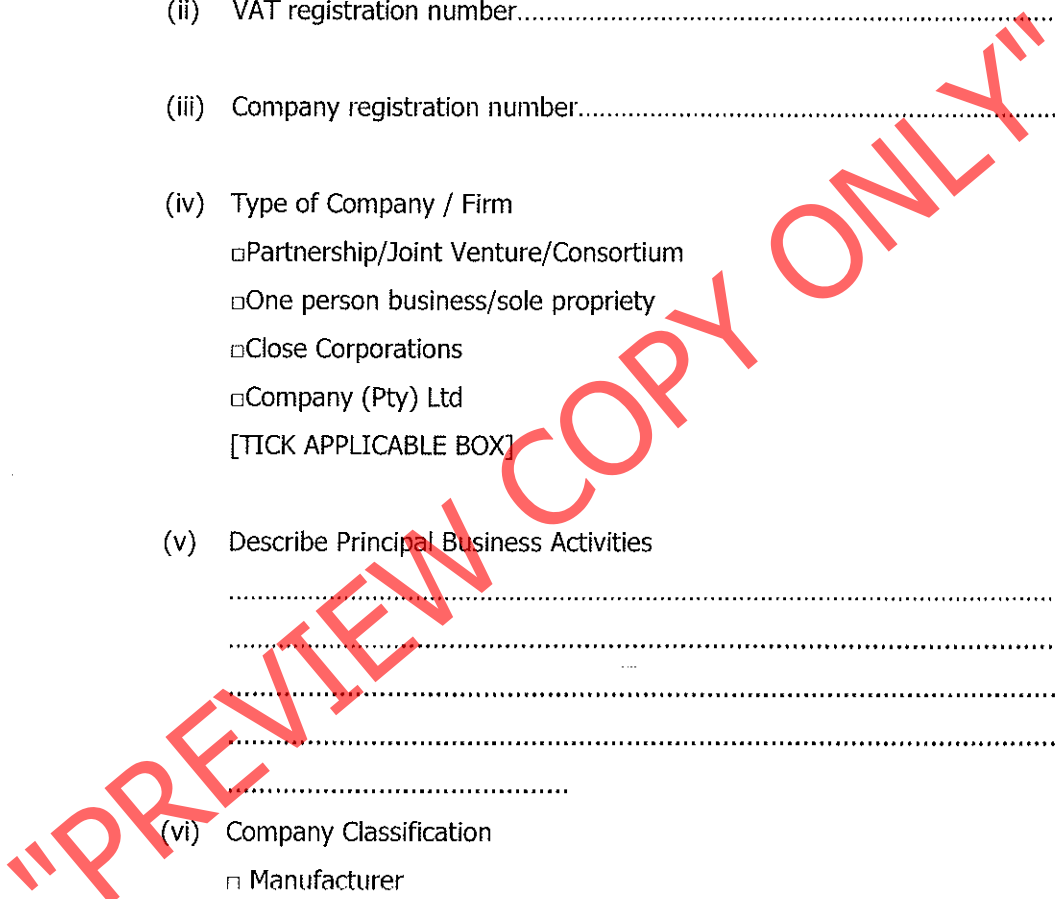 (ii) VAT registration number..............................................................................
(iii) Company registration number....................................................................
(iv) Type of Company / Firm
□Partnership/Joint Venture/Consortium
□One person business/sole propriety
□Close Corporations
□Company (Pty) Ltd
[TICK APPLICABLE BOX]
(v) Describe Principal Business Activities
................................................................................................................
................................................................................................................
................................................................................................................
................................................................................................................
..............................................
(vi) Company Classification
□ Manufacturer
"PREVIEW COPY ONLY"